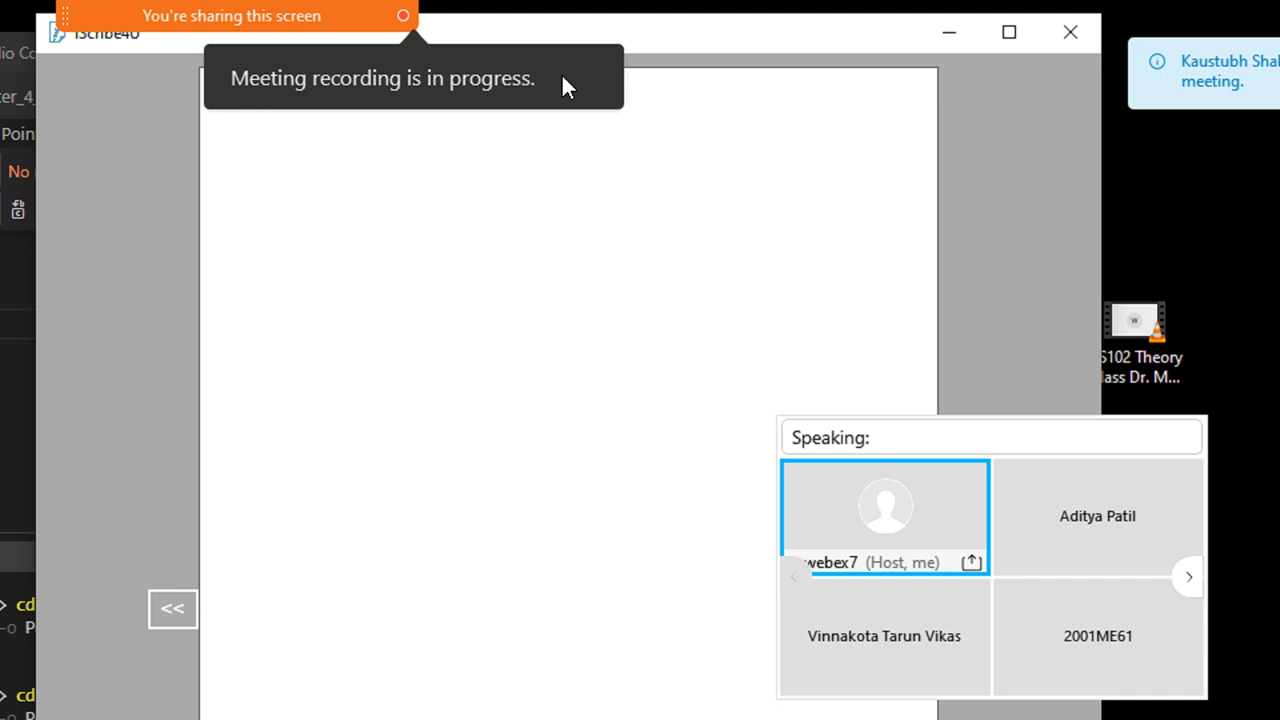 You're sharing this screen
Meeting recording is in progress.
Kaustubh
meeting.
Poin
No
S102 Theory
lass Dr. M...
Speaking:
webex7 (Host, me)
Aditya Patil
Vinnakota Tarun Vikas
2001ME61
<<
cd
cd